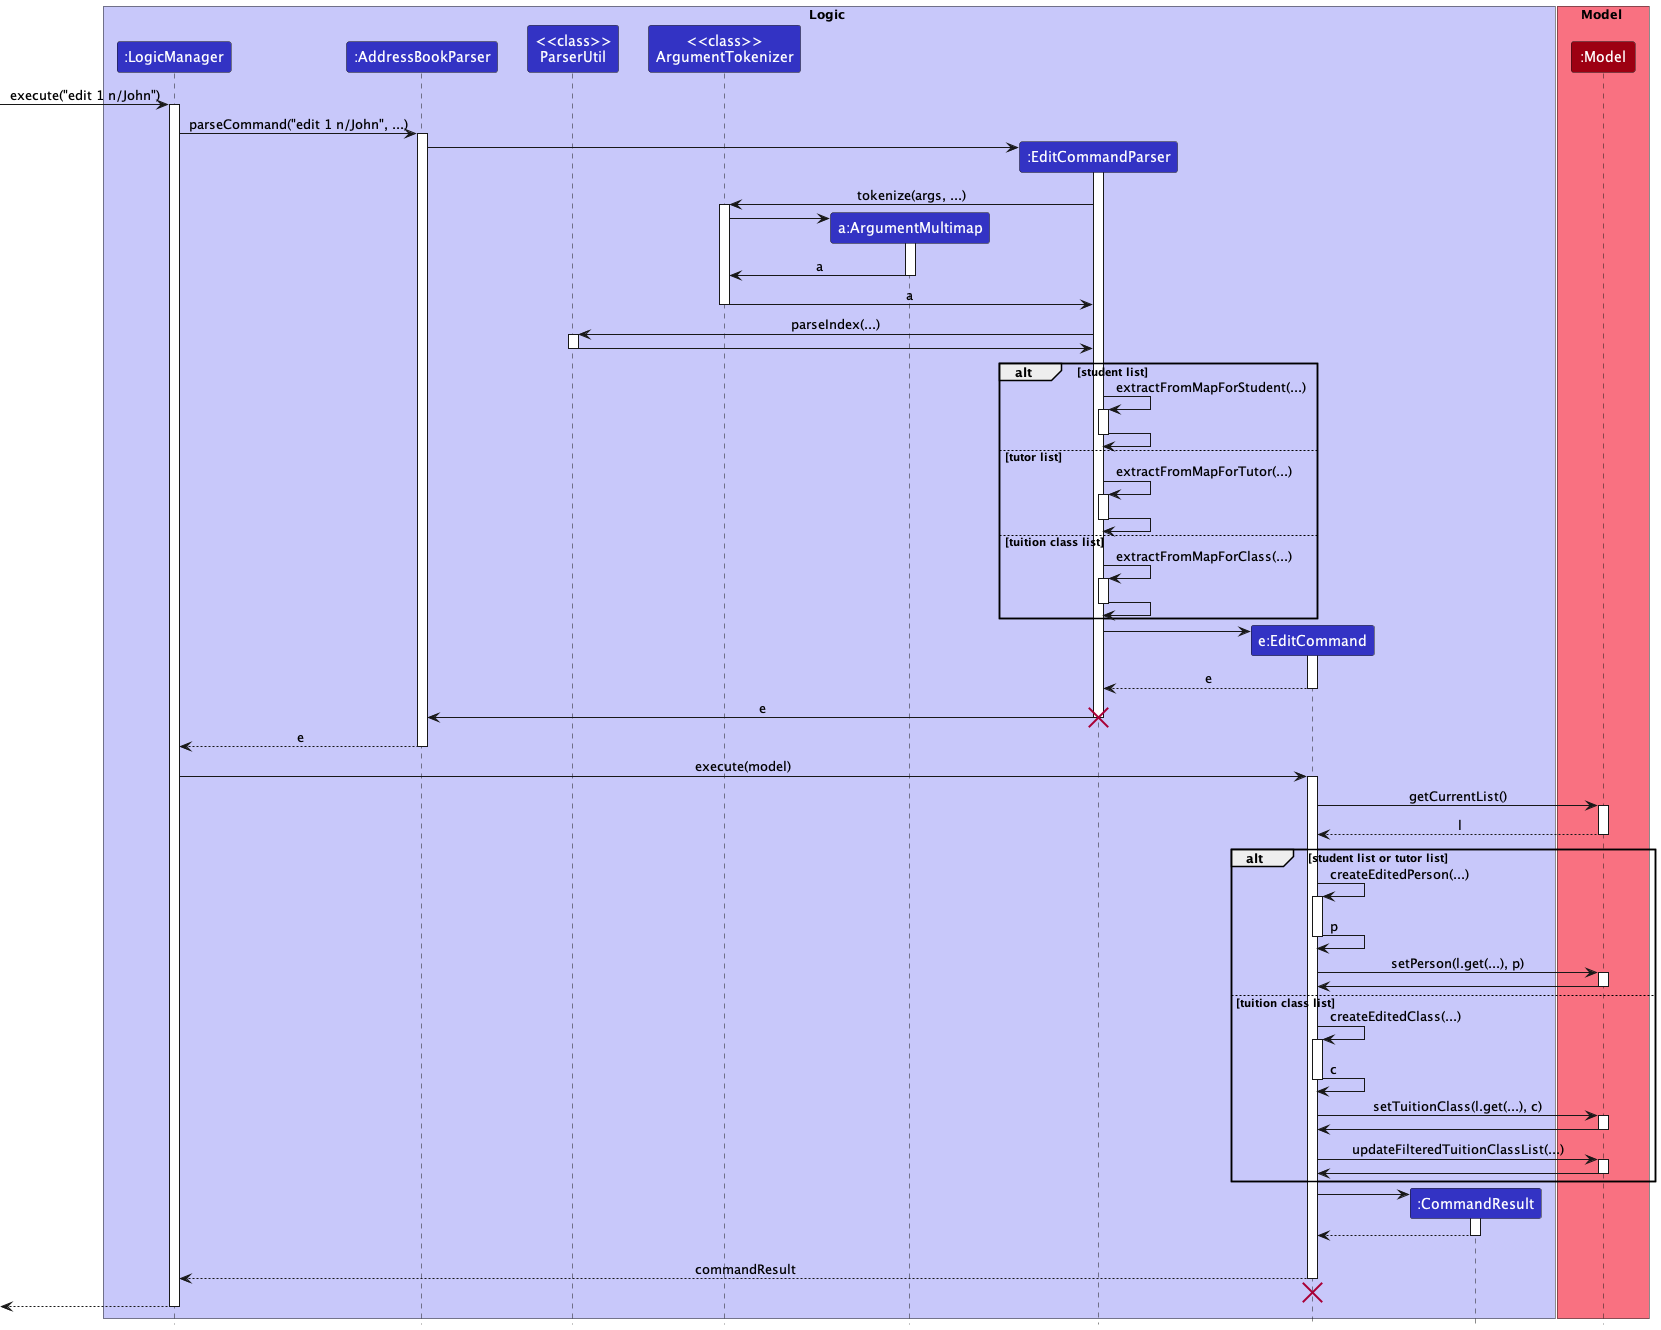 Logic
Model
<<class>>
ParserUtil
<<class>>
ArgumentTokenizer
:LogicManager
:AddressBookParser
:Model
execute("edit 1 n/John")
parseCommand("edit 1 n/John", ...)
:EditCommandParser
tokenize(args, ...)
a:ArgumentMultimap
a
a
parseIndex(...)
alt
[student list]
extractFromMapForStudent(...)
[tutor list]
extractFromMapForTutor(...)
[tuition class list]
extractFromMapForClass(...)
e:EditCommand
e
e
e
execute(model)
getCurrentList()
l
alt
[student list or tutor list]
createEditedPerson(...)
p
setPerson(l.get(...), p)
[tuition class list]
createEditedClass(...)
c
setTuitionClass(l.get(...), c)
updateFilteredTuitionClassList(...)
:CommandResult
commandResult